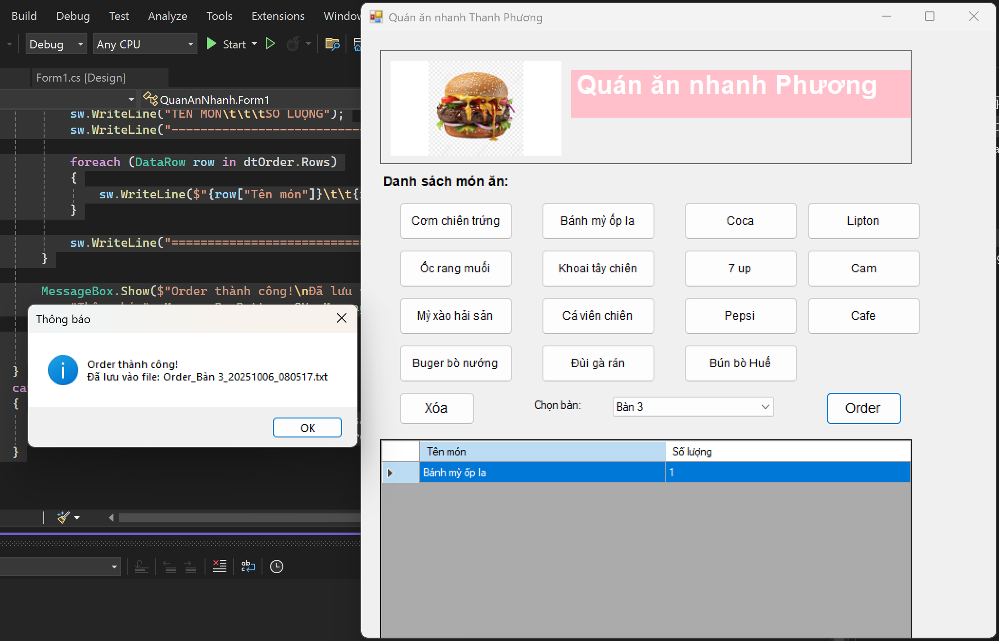 Build Debug Test Analyze Tools Extensions Window
Debug Any CPU Start
Form1.cs [Design]
QuanAnNhanh.Form1
sw.WriteLine("TÊN MÓN\t\t\tSỐ LƯỢNG");
sw.WriteLine("-----------------------------
foreach (DataRow row in dtOrder.Rows)
{
sw.WriteLine($"{row["Tên món"]}\t\t{
}
sw.WriteLine("===========================
}
MessageBox.Show($"Order thành công!\nĐã lưu
}
{
}
Thông báo
Order thành công!
Đã lưu vào file: Order_Bàn 3_20251006_080517.txt
OK
Quán ăn nhanh Thanh Phương
Quán ăn nhanh Phương
Danh sách món ăn:
Cơm chiên trứng Bánh mỳ ốp la Coca Lipton
Ốc rang muối Khoai tây chiên 7 up Cam
Mỳ xào hải sản Cá viên chiên Pepsi Cafe
Buger bò nướng Đùi gà rán Bún bò Huế
Xóa Chọn bàn: Bàn 3 Order
Tên món Số lượng
Bánh mỳ ốp la 1